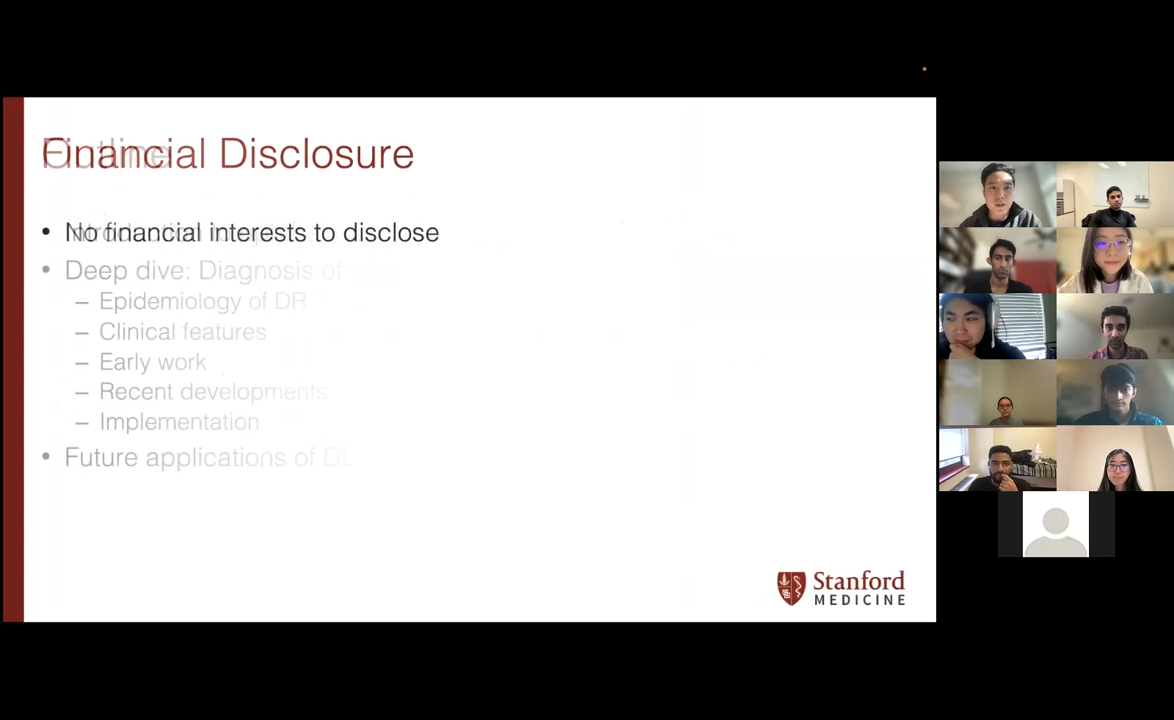 Financial Disclosure
Outline
• No financial interests to disclose
• Deep dive: Diagnosis of
– Epidemiology of DR
– Clinical features
– Early work
– Recent developments
– Implementation
• Future applications of DL
Stanford
MEDICINE